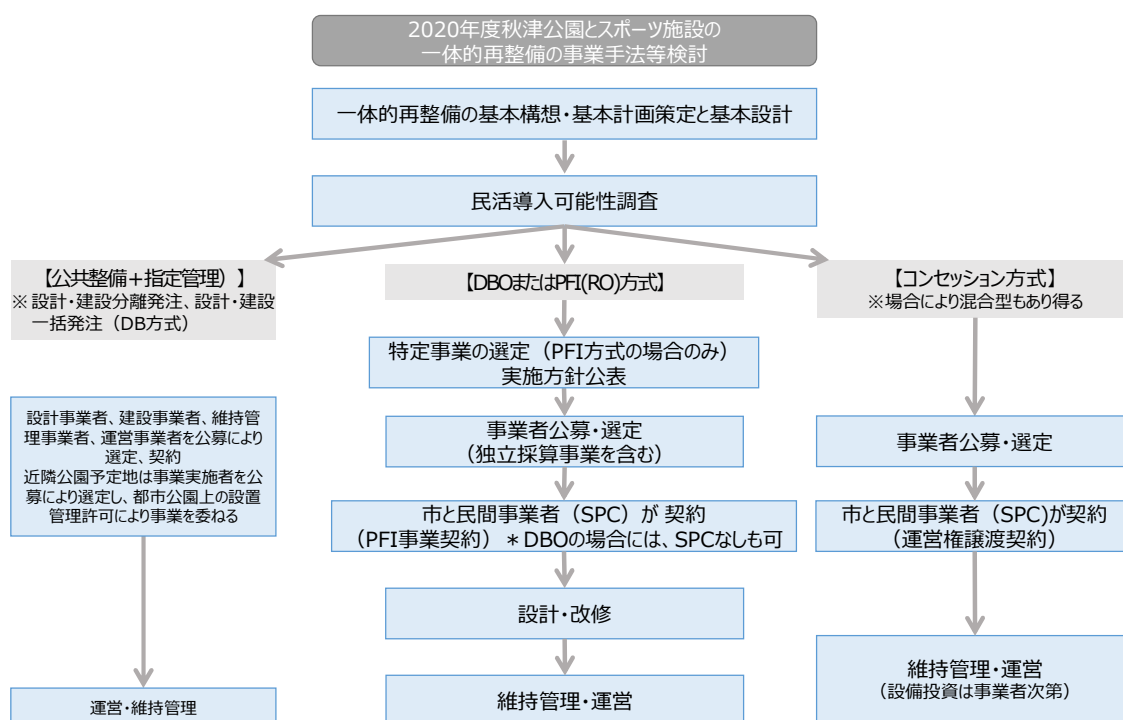 2020年度秋津公園とスポーツ施設の
一体的再整備の事業手法等検討
一体的再整備の基本構想・基本計画策定と基本設計
民活導入可能性調査
【公共整備＋指定管理）】
※設計・建設分離発注、設計・建設
一括発注（DB方式）
設計事業者、建設事業者、維持管
理事業者、運営事業者を公募により
選定、契約
近隣公園予定地は事業実施者を公
募により選定し、都市公園上の設置
管理許可により事業を委ねる
運営・維持管理
【DBOまたはPFI(RO)方式】
特定事業の選定（PFI方式の場合のみ）
実施方針公表
事業者公募・選定
（独立採算事業を含む）
市と民間事業者（SPC）が 契約
（PFI事業契約）＊DBOの場合には、SPCなしも可
設計・改修
維持管理・運営
【コンセッション方式】
※場合により混合型もあり得る
事業者公募・選定
市と民間事業者（SPC)が契約
（運営権譲渡契約）
維持管理・運営
（設備投資は事業者次第）